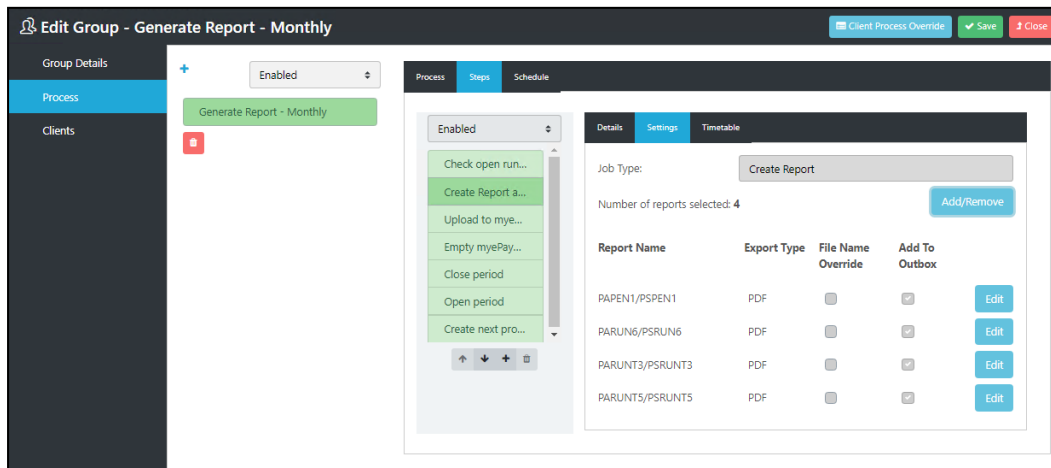 Edit Group - Generate Report - Monthly
Client Process Override
Save
Close
Group Details
Process
Clients
Enabled
Generate Report - Monthly
Process Steps Schedule
Enabled
Check open run...
Create Report a...
Upload to mye...
Empty myePay...
Close period
Open period
Create next pro...
Details Settings Timetable
Job Type: Create Report
Number of reports selected: 4 Add/Remove
Report Name Export Type File Name Override Add To Outbox
PAPEN1/PSPEN1 PDF Edit
PARUN6/PSRUN6 PDF Edit
PARUNT3/PSRUNT3 PDF Edit
PARUNT5/PSRUNT5 PDF Edit